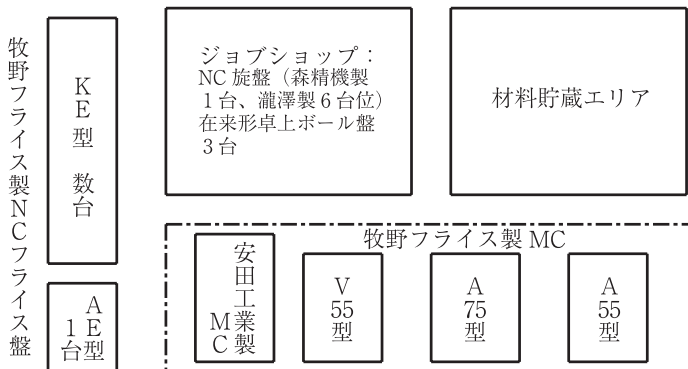 牧野フライス製NCフライス盤
KE型 数台
AE型
1台
ジョブショップ：
NC旋盤（森精機製
1台、瀧澤製6台位）
在来形卓上ボール盤
3台
材料貯蔵エリア
牧野フライス製MC
安田工業製
MC
V
55
型
A
75
型
A
55
型